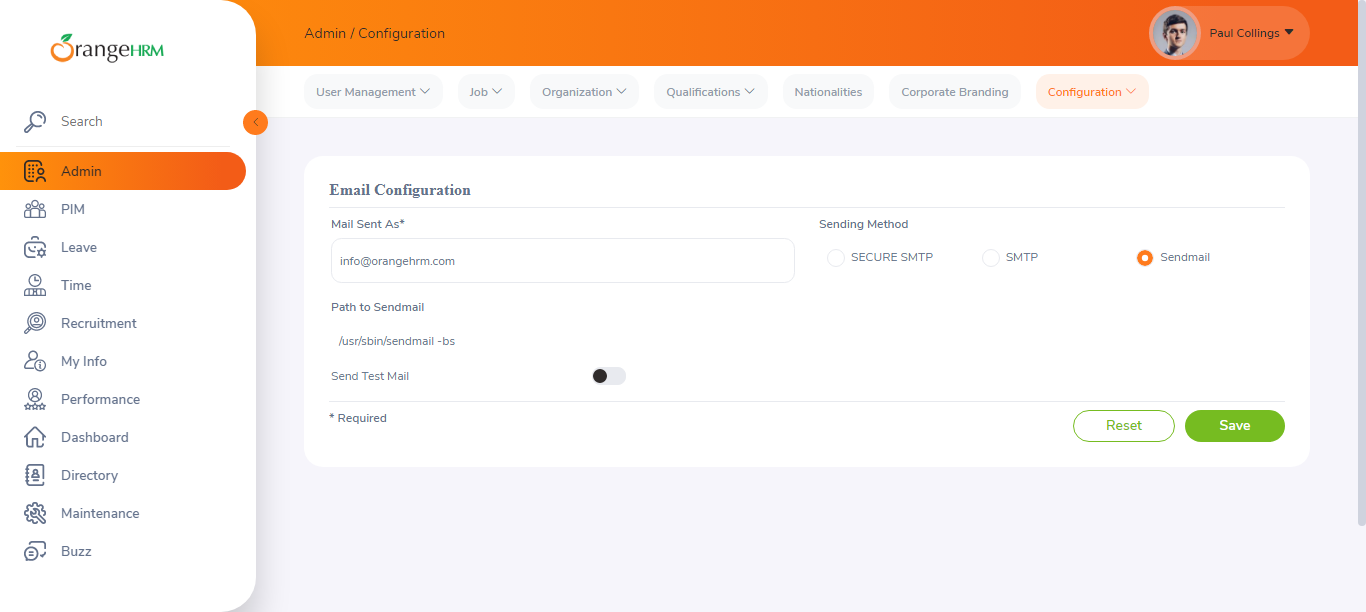 OrangeHRM
Admin / Configuration
Paul Collings
User Management
Job
Organization
Qualifications
Nationalities
Corporate Branding
Configuration
Search
Admin
PIM
Leave
Time
Recruitment
My Info
Performance
Dashboard
Directory
Maintenance
Buzz
Email Configuration
Mail Sent As*
info@orangehrm.com
Sending Method
SECURE SMTP
SMTP
Sendmail
Path to Sendmail
/usr/sbin/sendmail -bs
Send Test Mail
* Required
Reset
Save